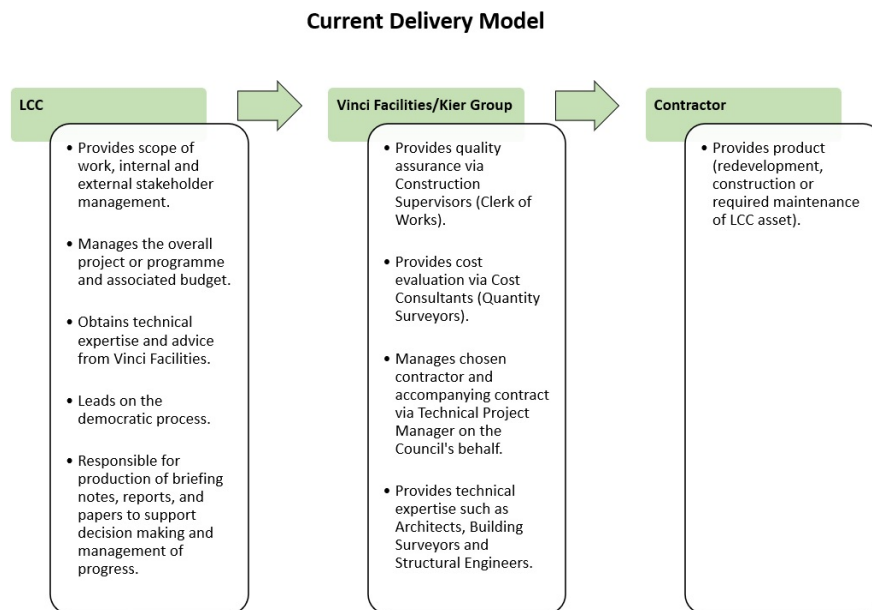 Current Delivery Model
LCC
• Provides scope of
work, internal and
external stakeholder
management.
• Manages the overall
project or programme
and associated budget.
• Obtains technical
expertise and advice
from Vinci Facilities.
• Leads on the
democratic process.
• Responsible for
production of briefing
notes, reports, and
papers to support
decision making and
management of
progress.
Vinci Facilities/Kier Group
• Provides quality
assurance via
Construction
Supervisors (Clerk of
Works).
• Provides cost
evaluation via Cost
Consultants (Quantity
Surveyors).
• Manages chosen
contractor and
accompanying contract
via Technical Project
Manager on the
Council's behalf.
• Provides technical
expertise such as
Architects, Building
Surveyors and
Structural Engineers.
Contractor
• Provides product
(redevelopment,
construction or
required maintenance
of LCC asset).